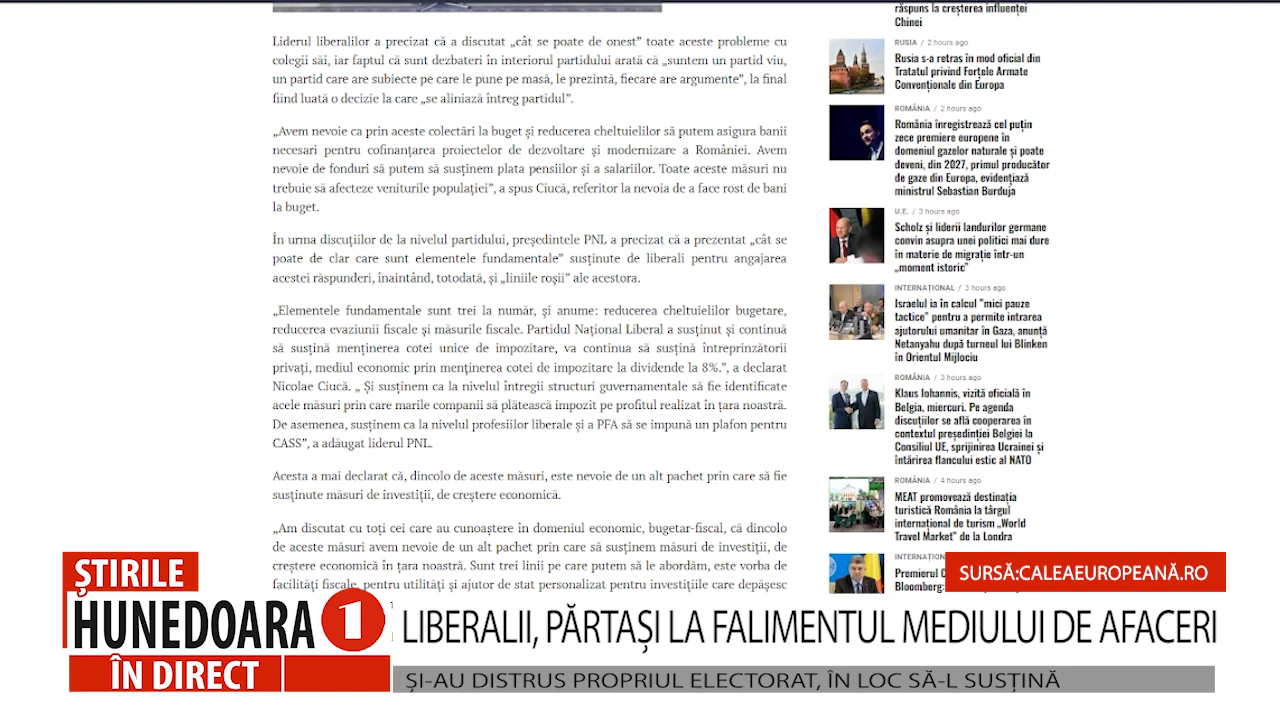 Liderul liberalilor a precizat că a discutat „cât se poate de onest” toate aceste probleme cu
colegii săi, iar faptul că sunt dezbateri în interiorul partidului arată că „suntem un partid viu,
un partid care are subiecte pe care le pune pe masă, le prezintă, fiecare are argumente”, la final
fiind luată o decizie la care „se aliniază întreg partidul”.
„Avem nevoie ca prin aceste colectări la buget și reducerea cheltuielilor să putem asigura banii
necesari pentru cofinanțarea proiectelor de dezvoltare și modernizare a României. Avem
nevoie de fonduri să putem să susținem plata pensiilor și a salariilor. Toate aceste măsuri nu
trebuie să afecteze veniturile populației”, a spus Ciucă, referitor la nevoia de a face rost de bani
la buget.
În urma discuțiilor de la nivelul partidului, președintele PNL a precizat că a prezentat „cât se
poate de clar care sunt elementele fundamentale” susținute de liberali pentru angajarea
acestei răspunderi, înaintând, totodată, și „liniile roșii“ ale acestora.
„Elementele fundamentale sunt trei la număr, și anume: reducerea cheltuielilor bugetare,
reducerea evaziunii fiscale și măsurile fiscale. Partidul Național Liberal a susținut și continuă
să susțină menținerea cotei unice de impozitare, va continua să susțină întreprinzătorii
privați, mediul economic prin menținerea cotei de impozitare la dividende la 8%.”, a declarat
Nicolae Ciucă. „ Și susținem ca la nivelul întregii structuri guvernamentale să fie identificate
acele măsuri prin care marile companii să plătească impozit pe profitul realizat în țara noastră.
De asemenea, susținem ca la nivelul profesiilor liberale și a PFA să se impună un plafon pentru
CASS”, a adăugat liderul PNL.
Acesta a mai declarat că, dincolo de aceste măsuri, este nevoie de un alt pachet prin care să fie
susținute măsuri de investiții, de creștere economică.
„Am discutat cu toți cei care au cunoaștere în domeniul economic, bugetar-fiscal, că dincolo
de aceste măsuri avem nevoie de un alt pachet prin care să susținem măsuri de investiții, de
creștere economică în țara noastră. Sunt trei linii pe care putem să le abordăm, este vorba de
facilități fiscale, pentru utilități și ajutor de stat personalizat pentru investițiile care depășesc
răspuns la creșterea influenței
Chinei
RUSIA / 2 hours ago
Rusia s-a retras în mod oficial din
Tratatul privind Forțele Armate
Convenționale din Europa
ROMÂNIA / 2 hours ago
România înregistrează cel puțin
zece premiere europene în
domeniul gazelor naturale și poate
deveni, din 2027, primul producător
de gaze din Europa, evidențiază
ministrul Sebastian Burduja
U.E. / 3 hours ago
Scholz și liderii landurilor germane
convin asupra unei politici mai dure
în materie de migrație într-un
„moment istoric”
INTERNAȚIONAL / 3 hours ago
Israelul ia în calcul "mici pauze
tactice” pentru a permite intrarea
ajutorului umanitar în Gaza, anunță
Netanyahu după turneul lui Blinken
în Orientul Mijlociu
ROMÂNIA / 3 hours ago
Klaus Iohannis, vizită oficială în
Belgia, miercuri. Pe agenda
discuțiilor se află cooperarea în
contextul președinției Belgiei la
Consiliul UE, sprijinirea Ucrainei și
întărirea flancului estic al NATO
ROMÂNIA / 4 hours ago
MEAT promovează destinația
turistică România la târgul
internațional de turism „World
Travel Market” de la Londra
Premierul
Bloomberg:
SURSĂ:CALEAEUROPEANĂ.RO
ȘTIRILE
HUNEDOARA 1
ÎN DIRECT
LIBERALII, PĂRTAȘI LA FALIMENTUL MEDIULUI DE AFACERI
ȘI-AU DISTRUS PROPRIUL ELECTORAT, ÎN LOC SĂ-L SUSȚINĂ